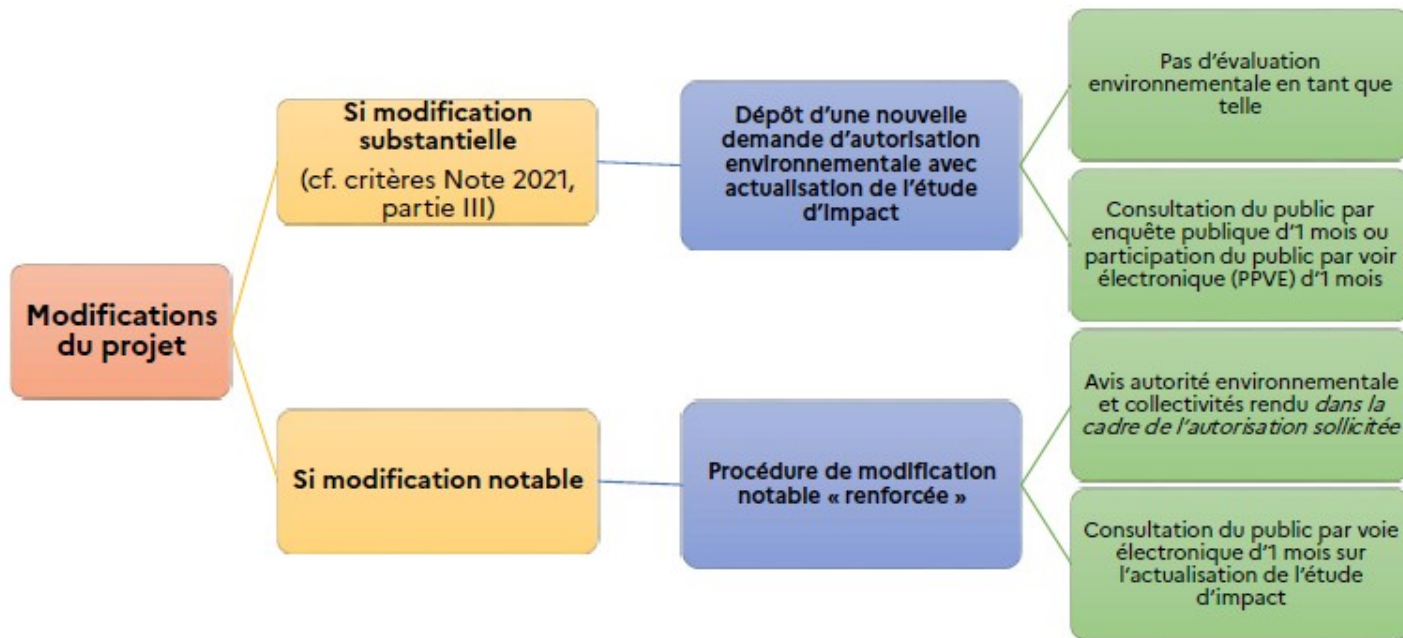 Modifications
du projet
Si modification
substantielle
(cf. critères Note 2021,
partie III)
Dépôt d'une nouvelle
demande d'autorisation
environnementale avec
actualisation de l'étude
d'impact
Pas d'évaluation
environnementale en tant que
telle
Consultation du public par
enquête publique d'1 mois ou
participation du public par voir
électronique (PPVE) d'1 mois
Si modification notable
Procédure de modification
notable « renforcée »
Avis autorité environnementale
et collectivités rendu dans la
cadre de l'autorisation sollicitée
Consultation du public par voie
électronique d'1 mois sur
l'actualisation de l'étude
d'impact